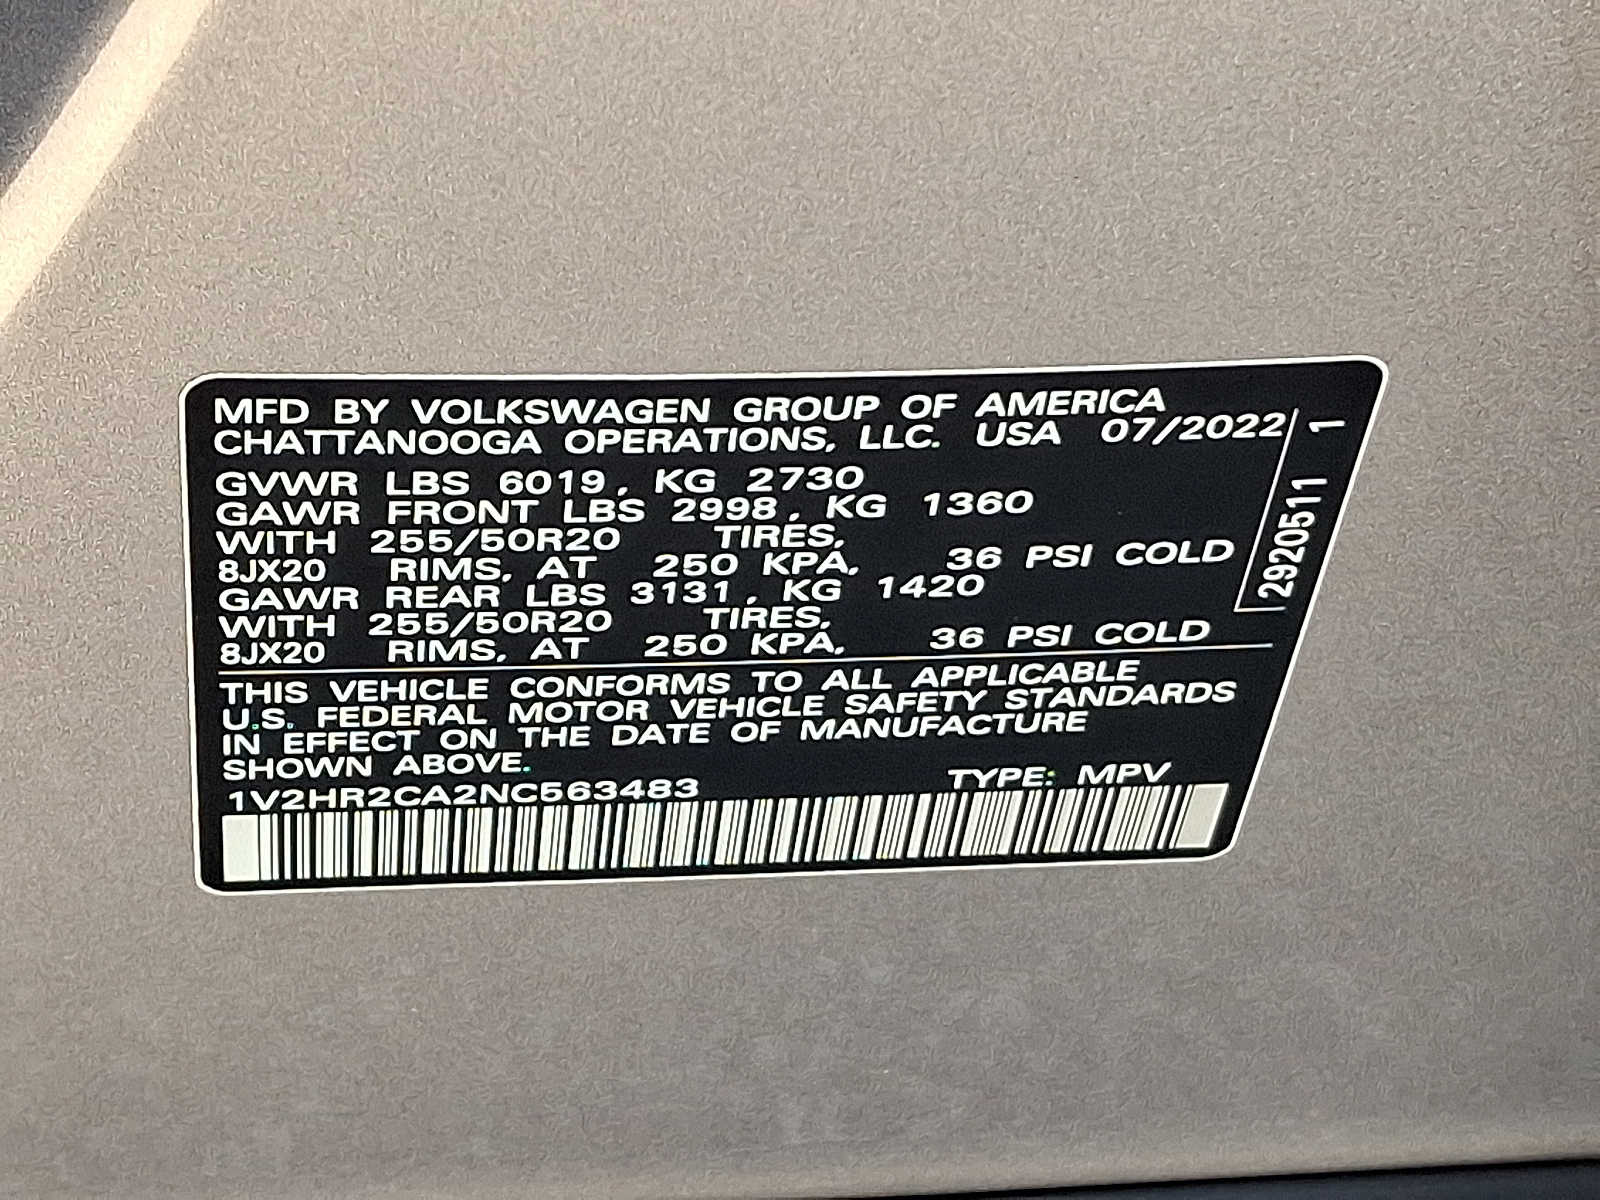 MFD BY VOLKSWAGEN GROUP OF AMERICA
CHATTANOOGA OPERATIONS, LLC. USA 07/2022
GVWR LBS 6019, KG 2730
GAWR FRONT LBS 2998, KG 1360
WITH 255/50R20 TIRES,
8JX20 RIMS, AT 250 KPA, 36 PSI COLD
GAWR REAR LBS 3131, KG 1420
WITH 255/50R20 TIRES,
8JX20 RIMS, AT 250 KPA, 36 PSI COLD
THIS VEHICLE CONFORMS TO ALL APPLICABLE
U.S. FEDERAL MOTOR VEHICLE SAFETY STANDARDS
IN EFFECT ON THE DATE OF MANUFACTURE
SHOWN ABOVE.
1V2HR2CA2NC563483 TYPE: MPV
29205111 1